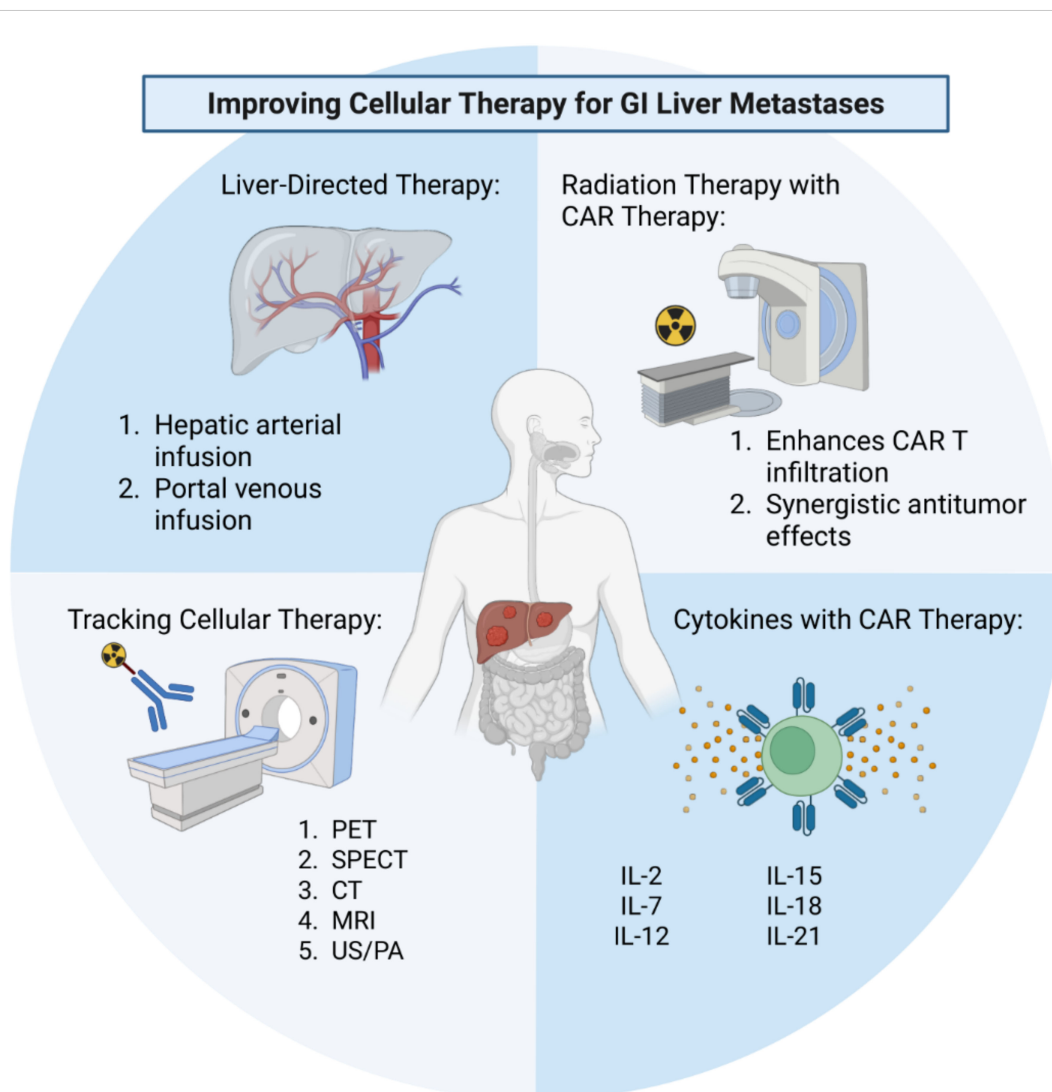 Improving Cellular Therapy for GI Liver Metastases
Liver-Directed Therapy:
1. Hepatic arterial
infusion
2. Portal venous
infusion
Radiation Therapy with
CAR Therapy:
1. Enhances CAR T
infiltration
2. Synergistic antitumor
effects
Tracking Cellular Therapy:
1. PET
2. SPECT
3. CT
4. MRI
5. US/PA
Cytokines with CAR Therapy:
IL-2 IL-15
IL-7 IL-18
IL-12 IL-21